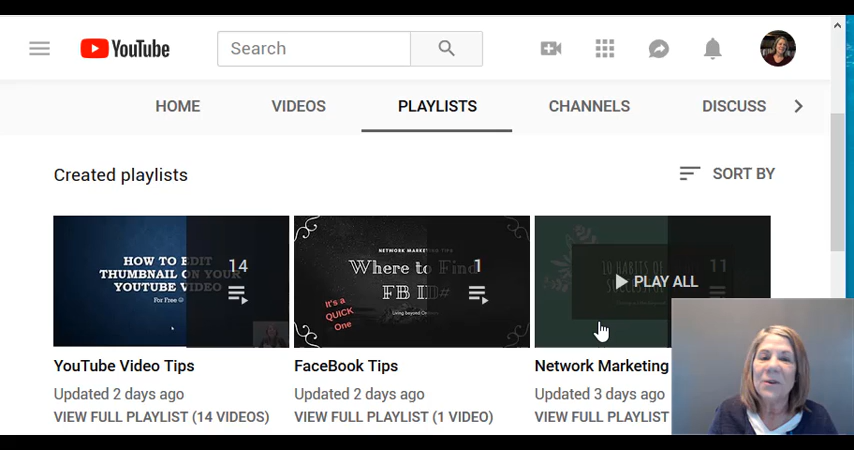 YouTube
Search
HOME
VIDEOS
PLAYLISTS
CHANNELS
DISCUSS
Created playlists
SORT BY
HOW TO EDIT
THUMBNAIL ON YOUR
YOUTUBE VIDEO
For Free
14
NETWORK MARKETING TIPS
Where to Find
FB ID#
It's a
QUICK
One
1
10 HABITS OF
11
PLAY ALL
YouTube Video Tips
Updated 2 days ago
VIEW FULL PLAYLIST (14 VIDEOS)
FaceBook Tips
Updated 2 days ago
VIEW FULL PLAYLIST (1 VIDEO)
Network Marketing
Updated 3 days ago
VIEW FULL PLAYLIST